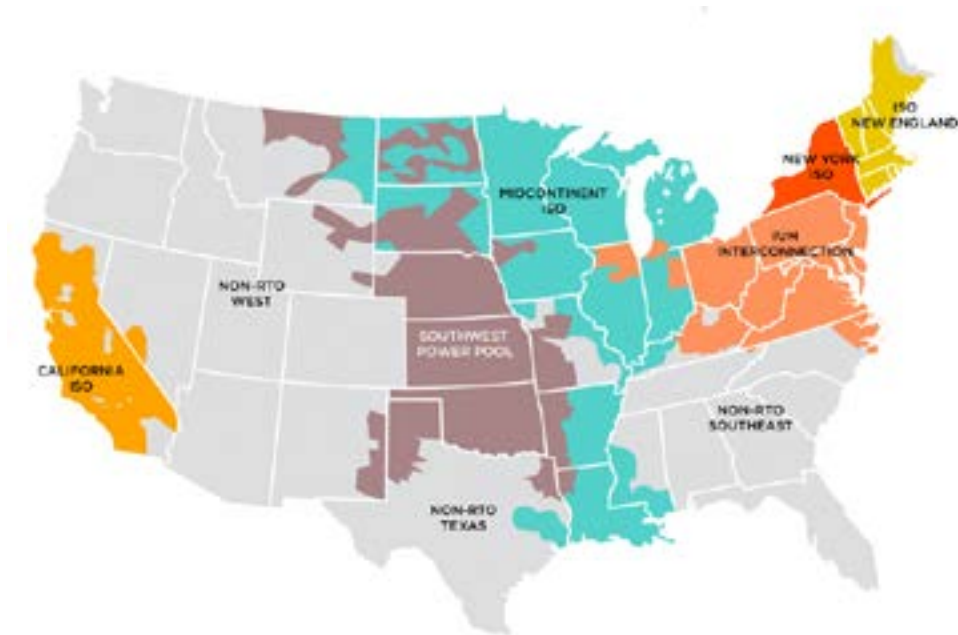 ISO
NEW ENGLAND
NEW YORK
ISO
MIDCONTINENT
ISO
INTERCONNECTION
NON-RTO
WEST
SOUTHWEST
POWER POOL
CALIFORNIA
ISO
NON-RTO
SOUTHEAST
NON-RTO
TEXAS